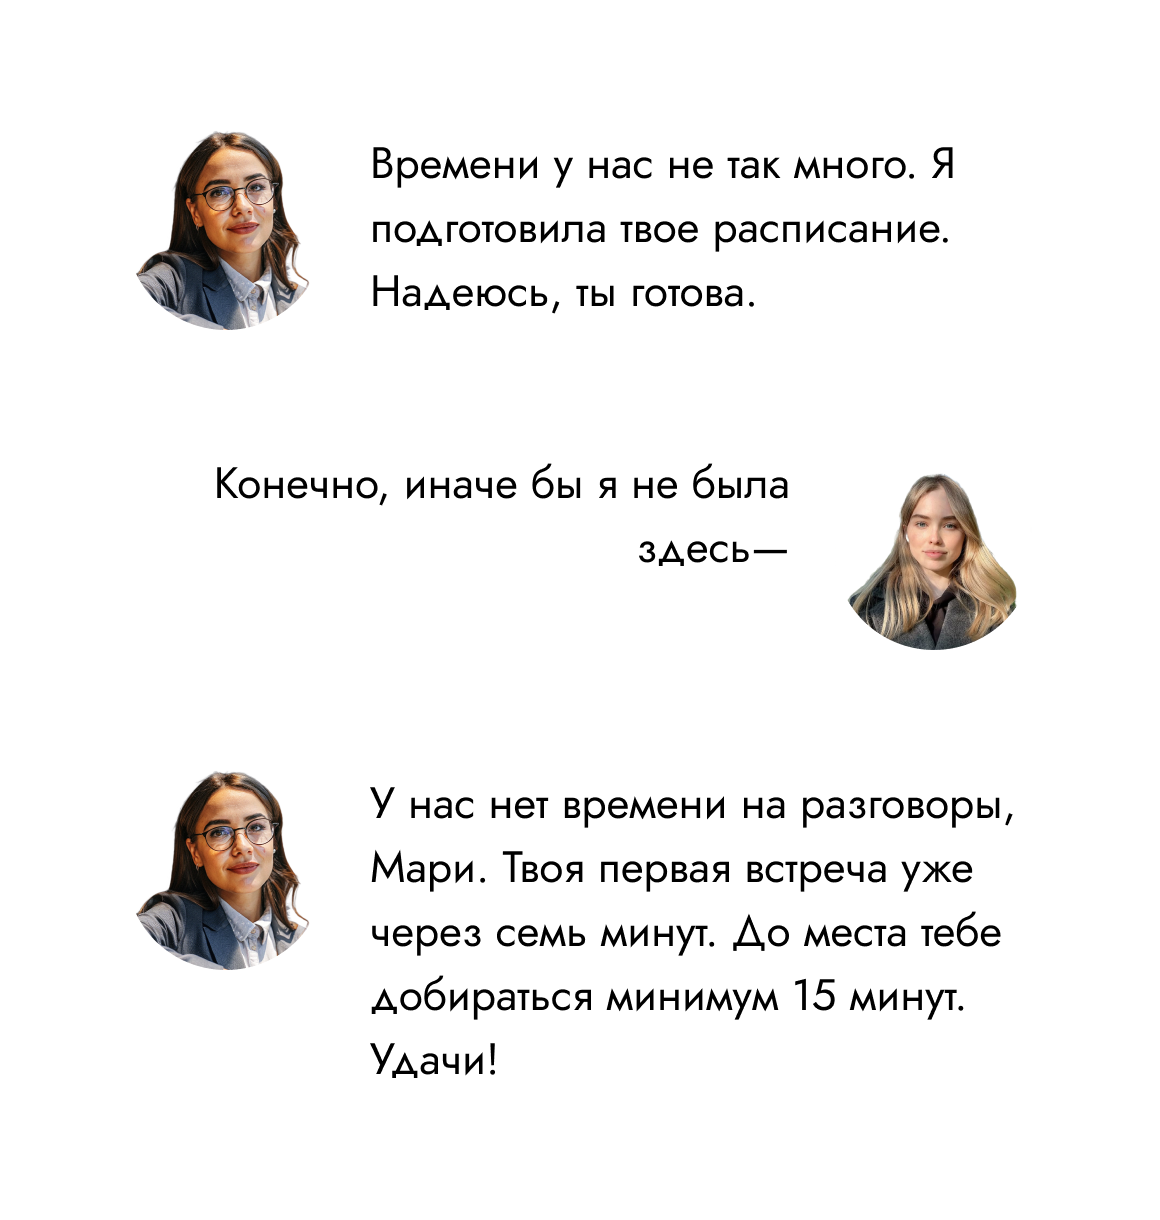 Времени у нас не так много. Я
подготовила твое расписание.
Надеюсь, ты готова.
Конечно, иначе бы я не была
здесь—
У нас нет времени на разговоры,
Мари. Твоя первая встреча уже
через семь минут. До места тебе
добираться минимум 15 минут.
Удачи!